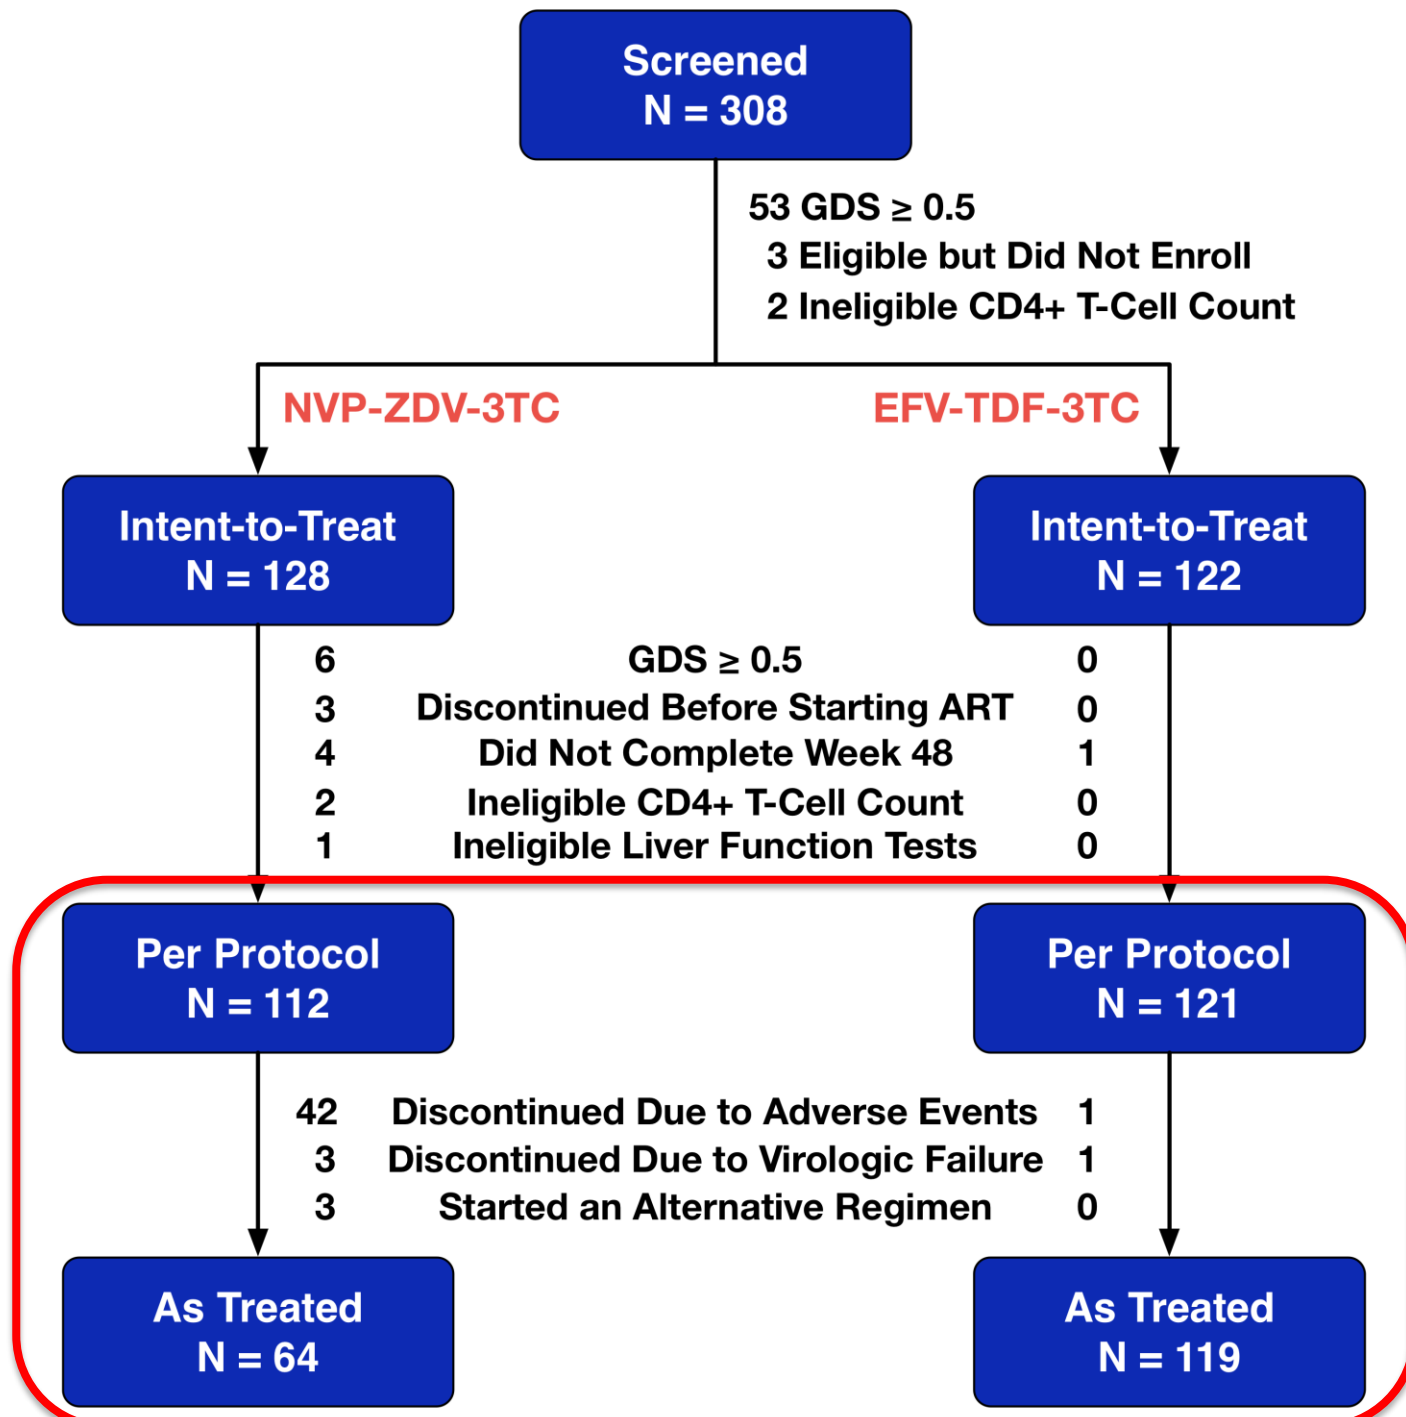 Screened
N = 308
53 GDS ≥ 0.5
3 Eligible but Did Not Enroll
2 Ineligible CD4+ T-Cell Count
NVP-ZDV-3TC EFV-TDF-3TC
Intent-to-Treat
N = 128
Intent-to-Treat
N = 122
6 GDS ≥ 0.5 0
3 Discontinued Before Starting ART 0
4 Did Not Complete Week 48 1
2 Ineligible CD4+ T-Cell Count 0
1 Ineligible Liver Function Tests 0
Per Protocol
N = 112
Per Protocol
N = 121
42 Discontinued Due to Adverse Events 1
3 Discontinued Due to Virologic Failure 1
3 Started an Alternative Regimen 0
As Treated
N = 64
As Treated
N = 119